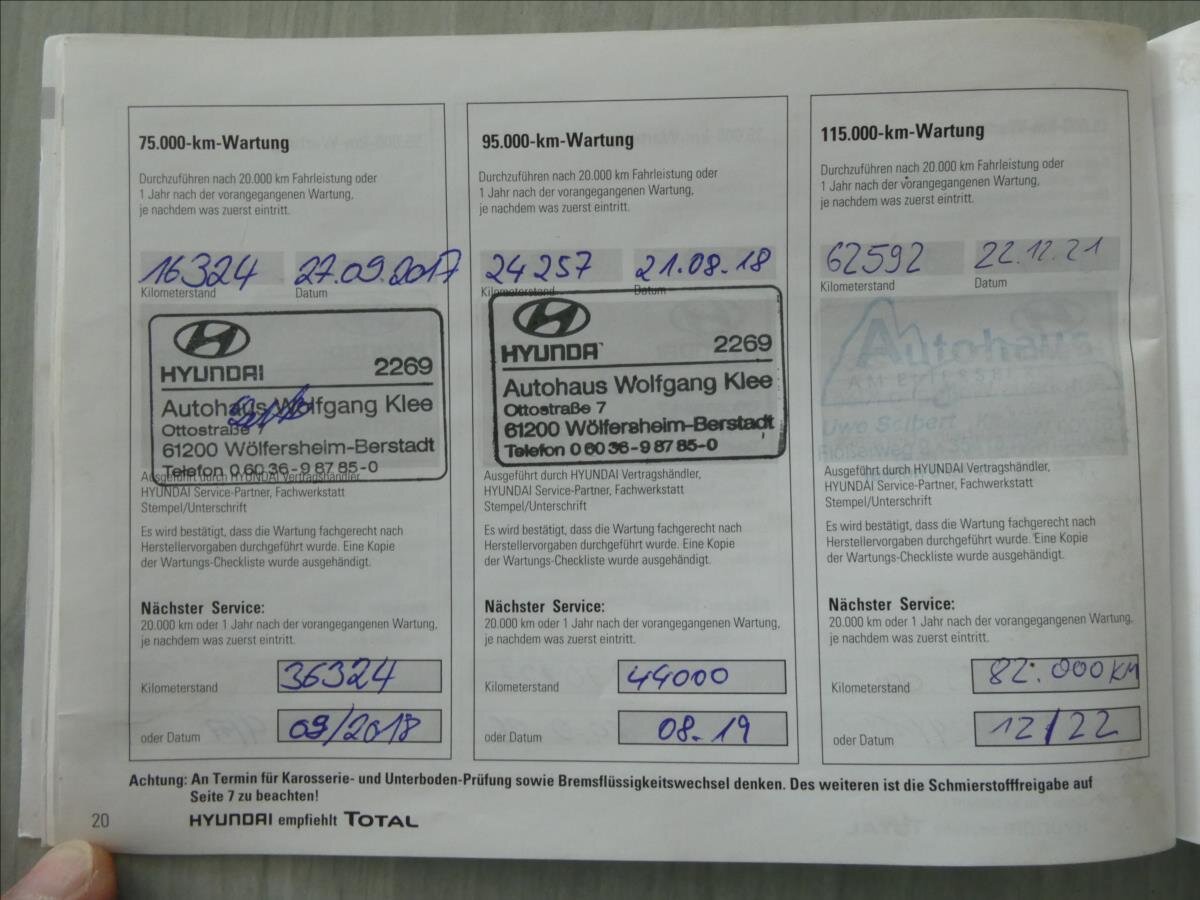 75.000-km-Wartung
Durchzuführen nach 20.000 km Fahrleistung oder
1 Jahr nach der vorangegangenen Wartung,
je nachdem was zuerst eintritt.
16324 27.09.2017
Kilometerstand Datum
HYUNDAI 2269
Autohaus Wolfgang Klee
Ottostraße 7
61200 Wölfersheim-Berstadt
Telefon 0 60 36 - 9 87 85 - 0
Ausgeführt durch HYUNDAI Vertragshändler,
HYUNDAI Service-Partner, Fachwerkstatt
Stempel/Unterschrift
Es wird bestätigt, dass die Wartung fachgerecht nach
Herstellervorgaben durchgeführt wurde. Eine Kopie
der Wartungs-Checkliste wurde ausgehändigt.
Nächster Service:
20.000 km oder 1 Jahr nach der vorangegangenen Wartung,
je nachdem was zuerst eintritt.
Kilometerstand 36324
oder Datum 09/2018
95.000-km-Wartung
Durchzuführen nach 20.000 km Fahrleistung oder
1 Jahr nach der vorangegangenen Wartung,
je nachdem was zuerst eintritt.
24257 21.08.18
Kilometerstand Datum
HYUNDAI 2269
Autohaus Wolfgang Klee
Ottostraße 7
61200 Wölfersheim-Berstadt
Telefon 0 60 36 - 9 87 85 - 0
Ausgeführt durch HYUNDAI Vertragshändler,
HYUNDAI Service-Partner, Fachwerkstatt
Stempel/Unterschrift
Es wird bestätigt, dass die Wartung fachgerecht nach
Herstellervorgaben durchgeführt wurde. Eine Kopie
der Wartungs-Checkliste wurde ausgehändigt.
Nächster Service:
20.000 km oder 1 Jahr nach der vorangegangenen Wartung,
je nachdem was zuerst eintritt.
Kilometerstand 44000
oder Datum 08.19
115.000-km-Wartung
Durchzuführen nach 20.000 km Fahrleistung oder
1 Jahr nach der vorangegangenen Wartung,
je nachdem was zuerst eintritt.
62592 22.12.21
Kilometerstand Datum
Autohaus
Uwe Seibert
Ausgeführt durch HYUNDAI Vertragshändler,
HYUNDAI Service-Partner, Fachwerkstatt
Stempel/Unterschrift
Es wird bestätigt, dass die Wartung fachgerecht nach
Herstellervorgaben durchgeführt wurde. Eine Kopie
der Wartungs-Checkliste wurde ausgehändigt.
Nächster Service:
20.000 km oder 1 Jahr nach der vorangegangenen Wartung,
je nachdem was zuerst eintritt.
Kilometerstand 82.000 KM
oder Datum 12/22
Achtung: An Termin für Karosserie- und Unterboden-Prüfung sowie Bremsflüssigkeitswechsel denken. Des weiteren ist die Schmierstofffreigabe auf
Seite 7 zu beachten!
20 HYUNDAI empfiehlt TOTAL